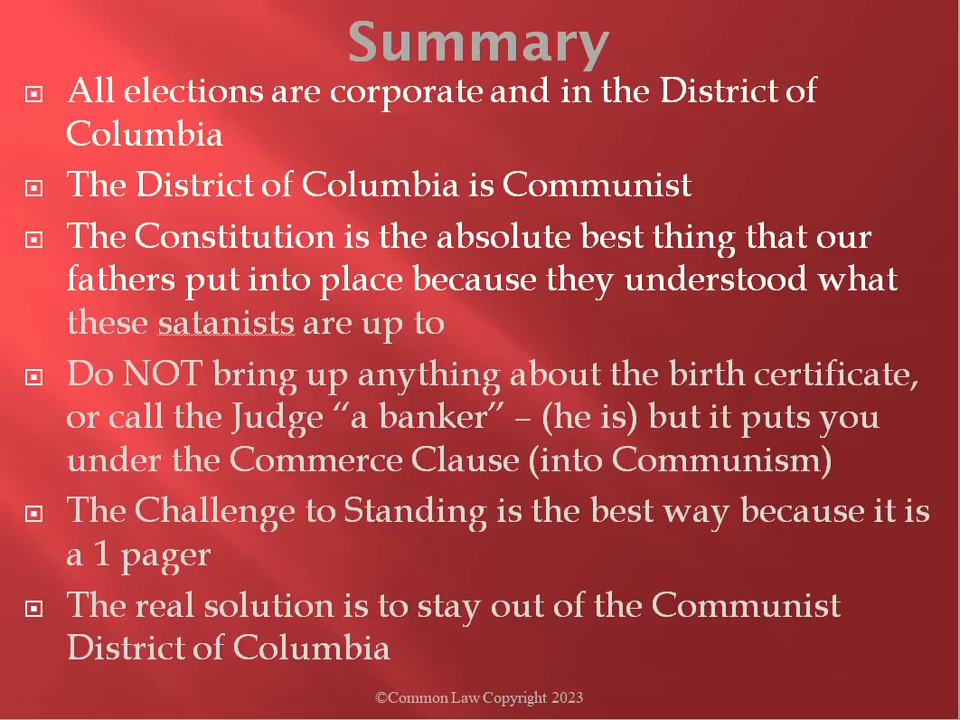 Summary
All elections are corporate and in the District of
Columbia
The District of Columbia is Communist
The Constitution is the absolute best thing that our
fathers put into place because they understood what
these satanists are up to
Do NOT bring up anything about the birth certificate,
or call the Judge “a banker” – (he is) but it puts you
under the Commerce Clause (into Communism)
The Challenge to Standing is the best way because it is
a 1 pager
The real solution is to stay out of the Communist
District of Columbia
©Common Law Copyright 2023